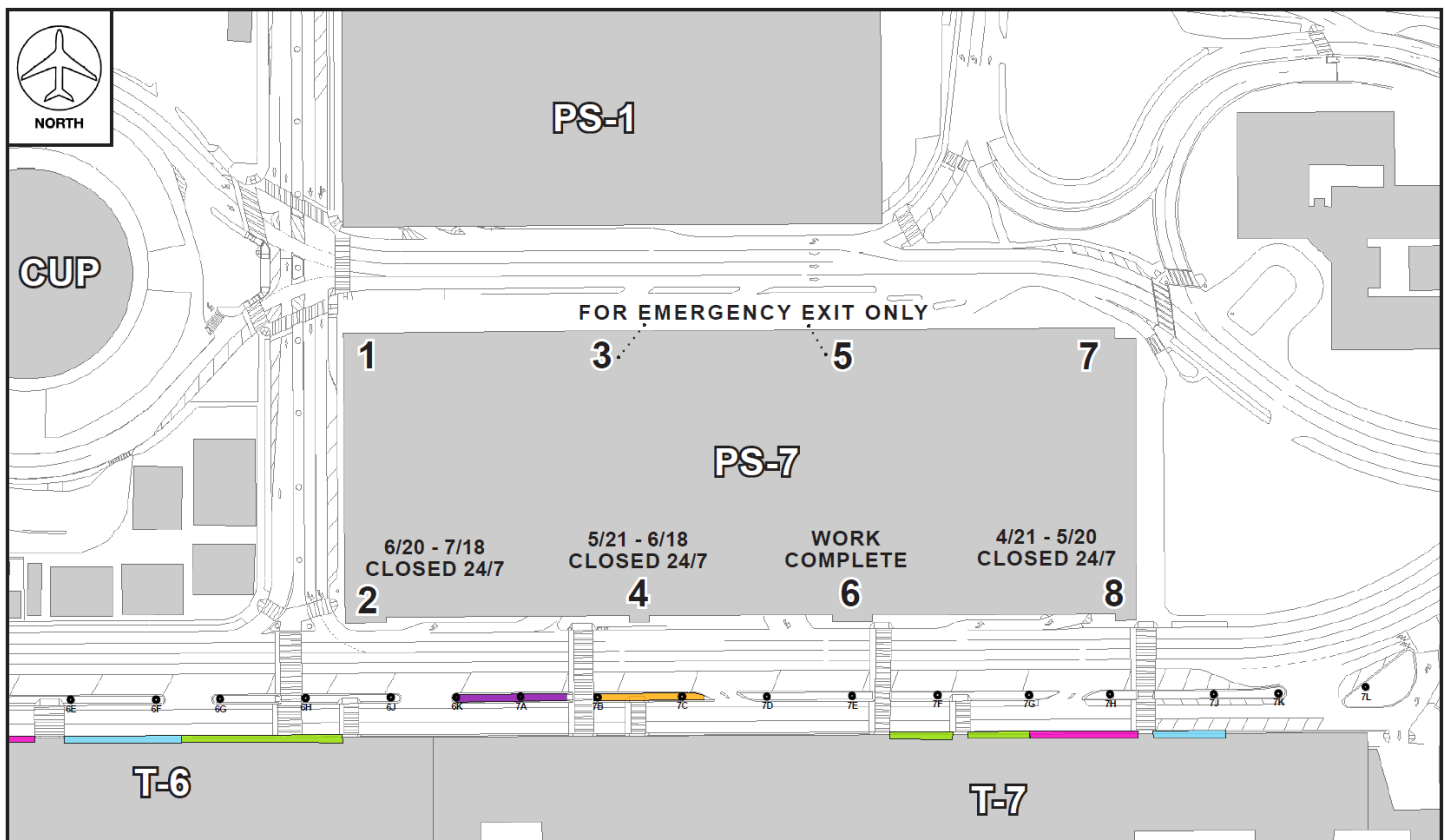 NORTH
PS-1
CUP
FOR EMERGENCY EXIT ONLY
1
3
5
7
PS-7
6/20 - 7/18
CLOSED 24/7
5/21 - 6/18
CLOSED 24/7
WORK
COMPLETE
4/21 - 5/20
CLOSED 24/7
2
4
6
8
6E
6F
6G
6H
6J
6K
7A
7B
7C
7D
7E
7F
7G
7H
7J
7K
7L
T-6
T-7